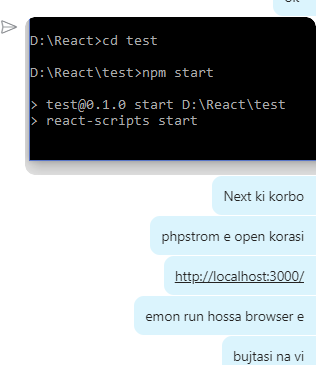 ok
D:\React>cd test
D:\React\test>npm start
> test@0.1.0 start D:\React\test
> react-scripts start
Next ki korbo
phpstrom e open korasi
http://localhost:3000/
emon run hossa browser e
bujtasi na vi